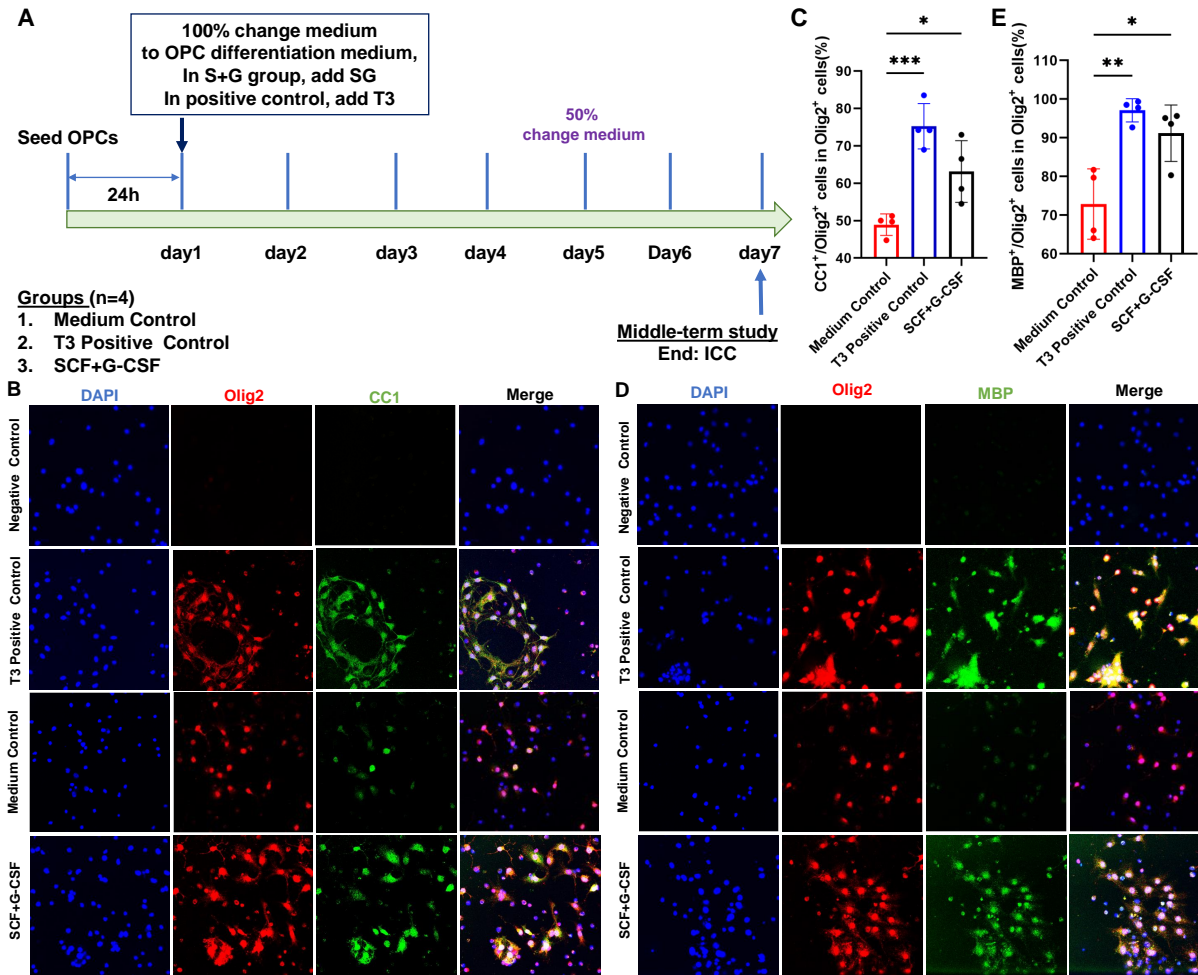 A
100% change medium
to OPC differentiation medium,
In S+G group, add SG
In positive control, add T3
Seed OPCs
24h
50%
change medium
day1
day2
day3
day4
day5
Day6
day7
Groups (n=4)
1. Medium Control
2. T3 Positive Control
3. SCF+G-CSF
Middle-term study
End: ICC
C
CC1+/Olig2+ cells in Olig2+ cells(%)
90
80
70
60
50
40
*
***
Medium Control
T3 Positive Control
SCF+G-CSF
E
MBP+/Olig2+ cells in Olig2+ cells(%)
110
100
90
80
70
60
*
**
Medium Control
T3 Positive Control
SCF+G-CSF
B
DAPI
Olig2
CC1
Merge
Negative Control
T3 Positive Control
Medium Control
SCF+G-CSF
D
DAPI
Olig2
MBP
Merge
Negative Control
T3 Positive Control
Medium Control
SCF+G-CSF